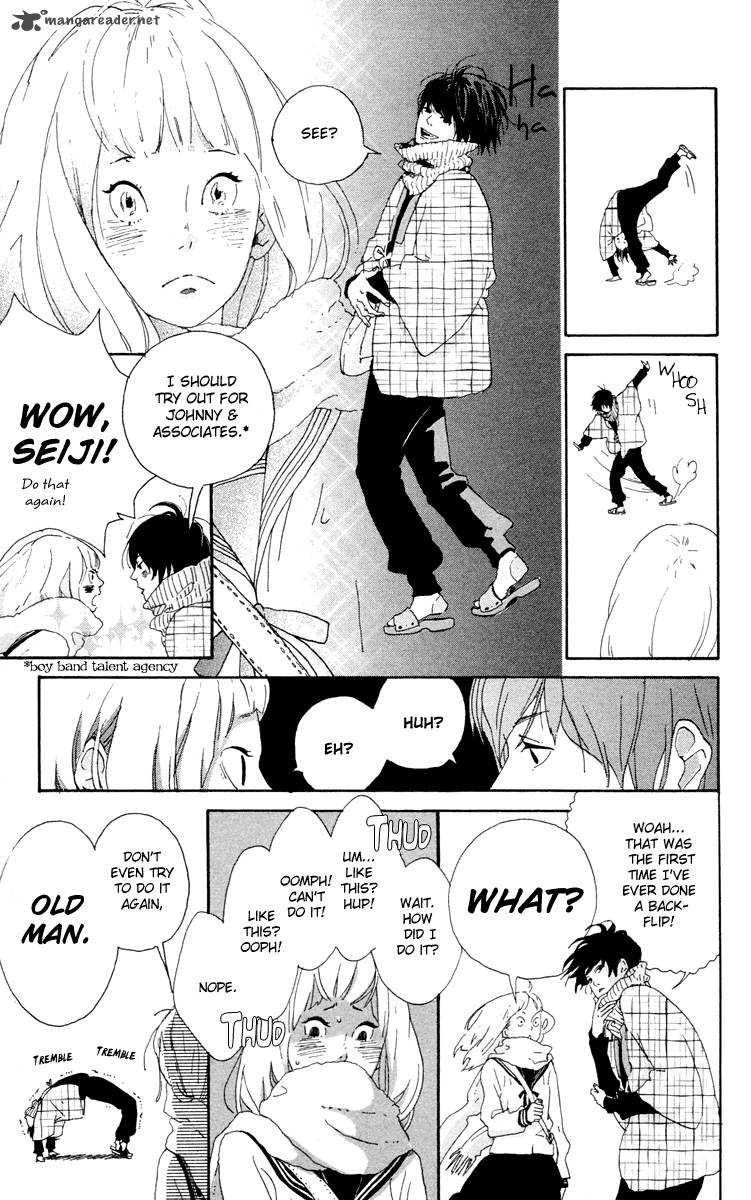 mangareader.net
WHOO
SH
Ha
ha
SEE?
I SHOULD
TRY OUT FOR
JOHNNY &
ASSOCIATES.*
WOW,
SEIJI!
Do that
again!
*boy band talent agency
HUH?
EH?
WOAH...
THAT WAS
THE FIRST
TIME I'VE
EVER DONE
A BACK-
FLIP!
WHAT?
WAIT.
HOW DID
I DO IT?
THUD
UM...
LIKE
THIS?
HUP!
OOMPH!
CAN'T
DO IT!
LIKE
THIS?
OOPH!
NOPE.
THUD
DON'T
EVEN TRY
TO DO IT
AGAIN,
OLD
MAN.
TREMBLE
TREMBLE